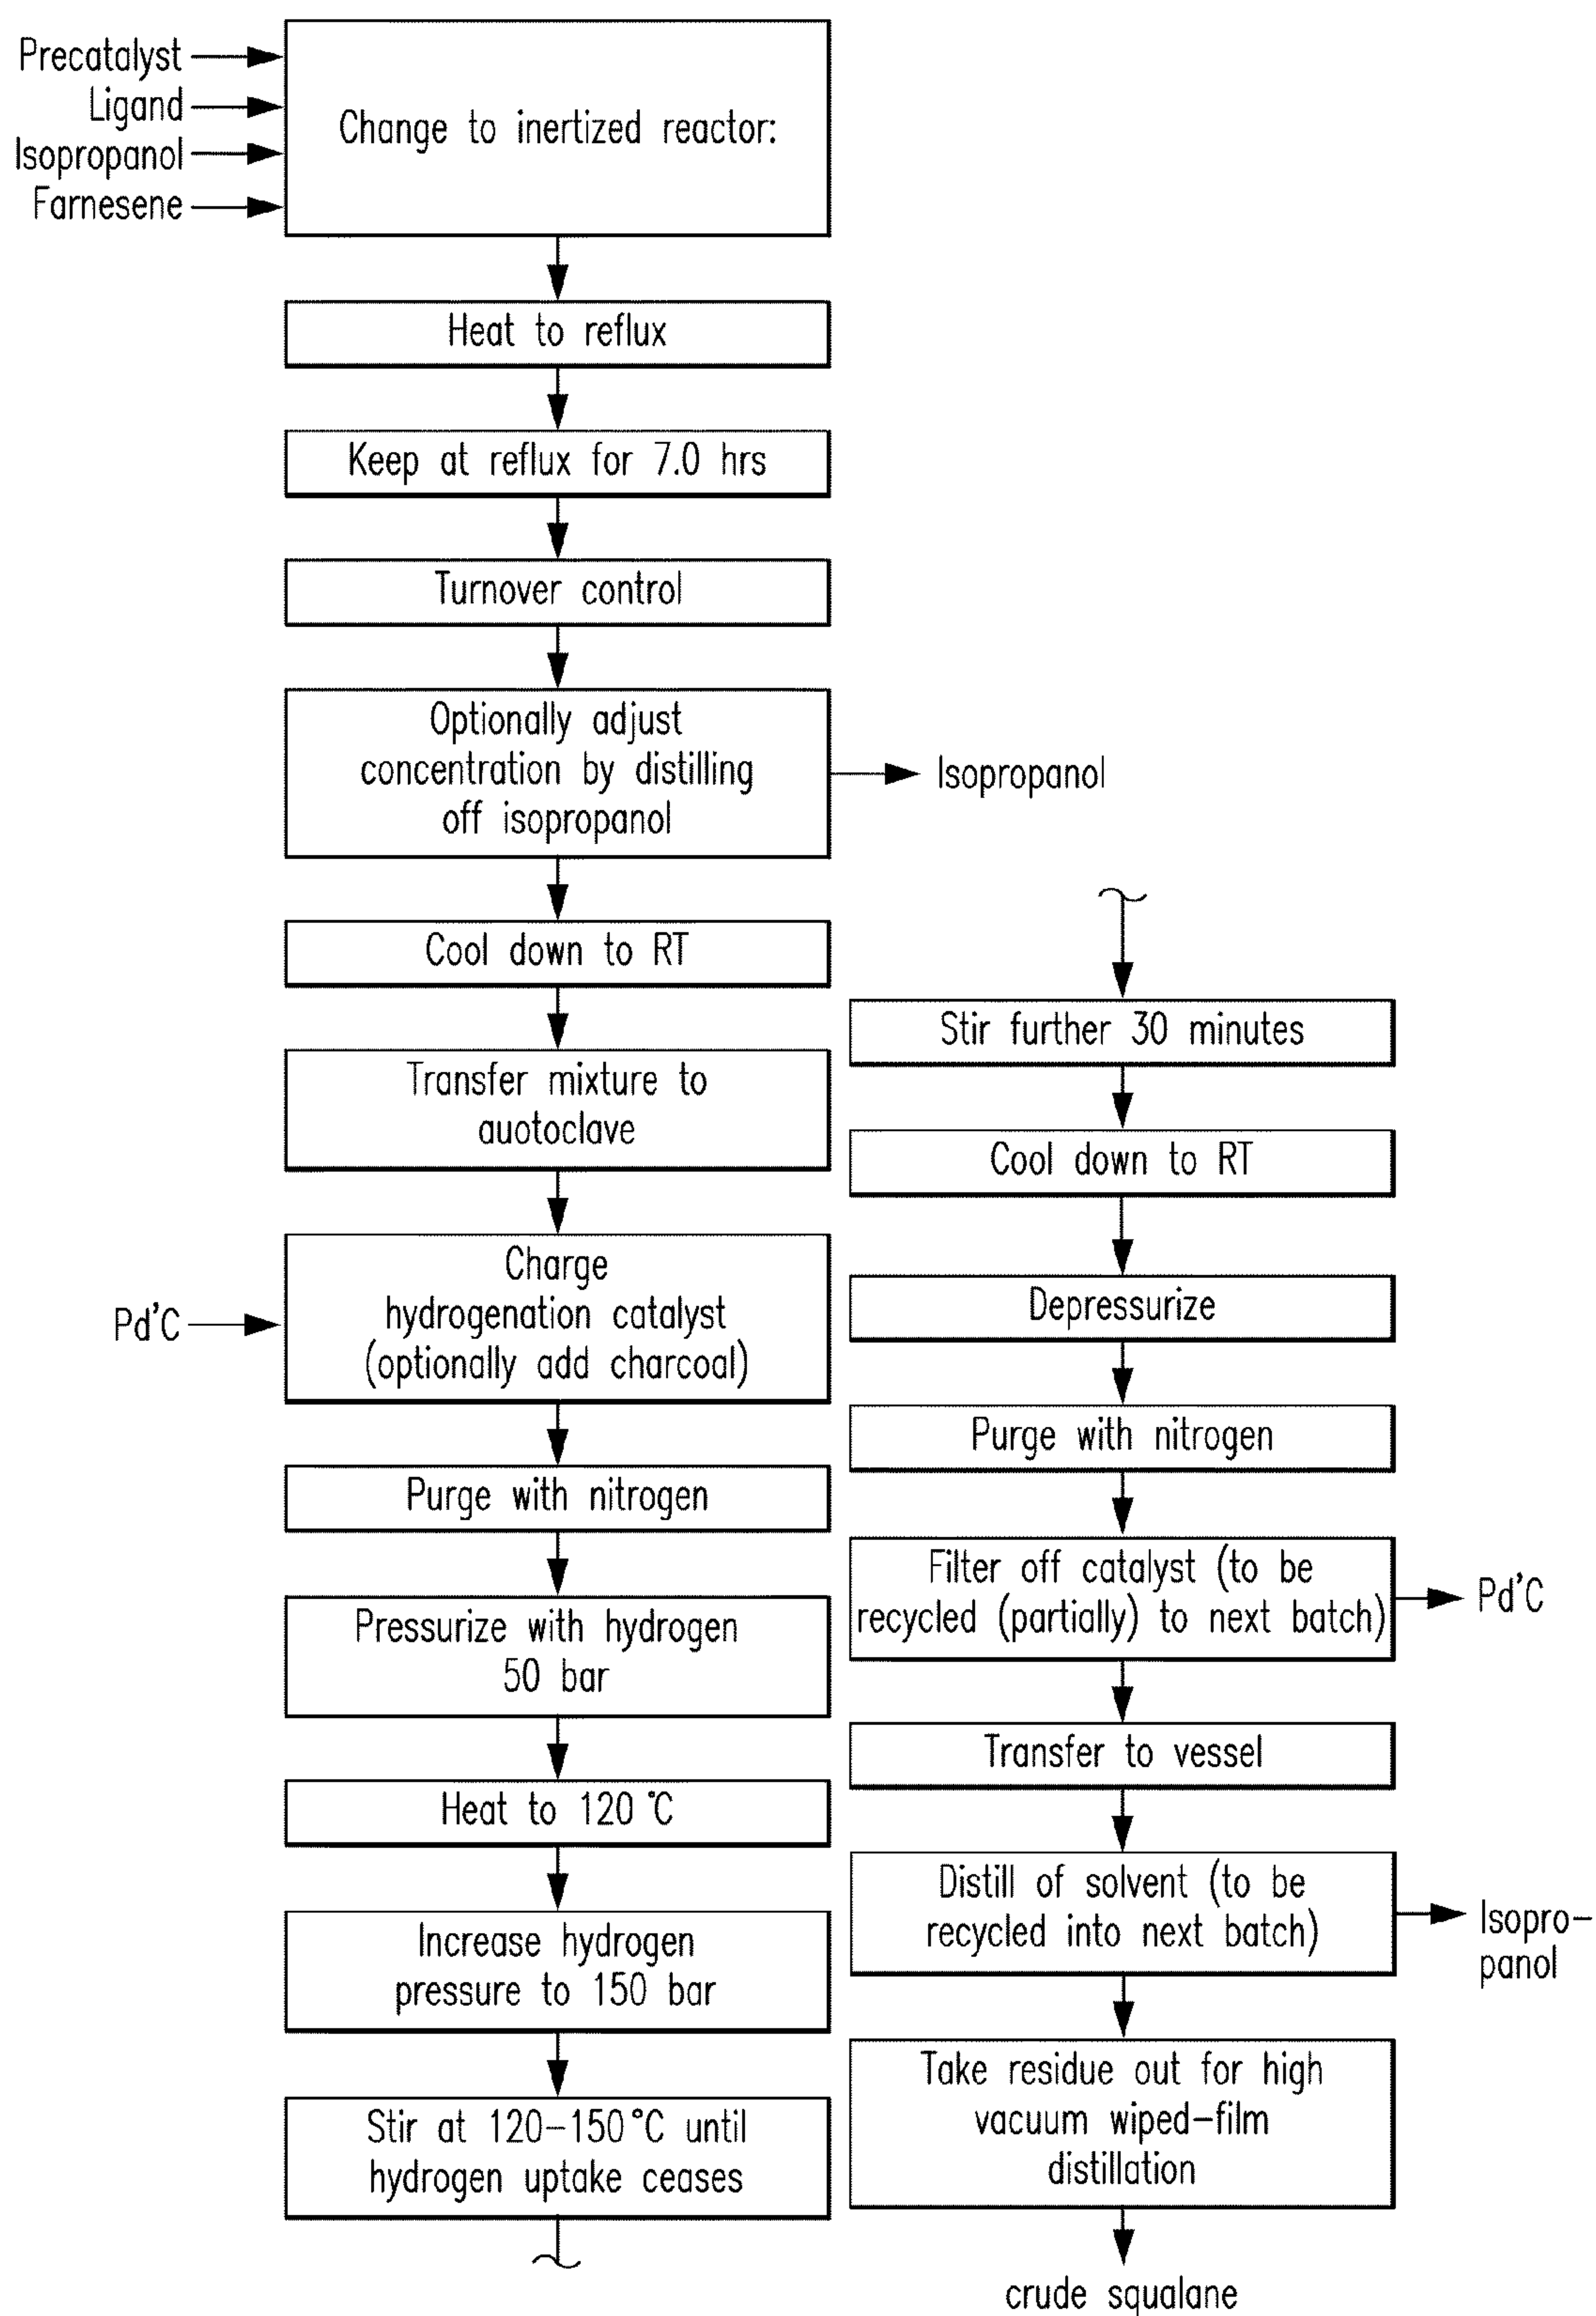 Precatalyst
Ligand
Isopropanol
Farnesene
Change to inertized reactor:
Heat to reflux
Keep at reflux for 7.0 hrs
Turnover control
Optionally adjust
concentration by distilling
off isopropanol
Isopropanol
Cool down to RT
Transfer mixture to
auotoclave
Pd'C
Charge
hydrogenation catalyst
(optionally add charcoal)
Purge with nitrogen
Pressurize with hydrogen
50 bar
Heat to 120 °C
Increase hydrogen
pressure to 150 bar
Stir at 120–150°C until
hydrogen uptake ceases
Stir further 30 minutes
Cool down to RT
Depressurize
Purge with nitrogen
Filter off catalyst (to be
recycled (partially) to next batch)
Pd'C
Transfer to vessel
Distill of solvent (to be
recycled into next batch)
Isopro-
panol
Take residue out for high
vacuum wiped-film
distillation
crude squalane